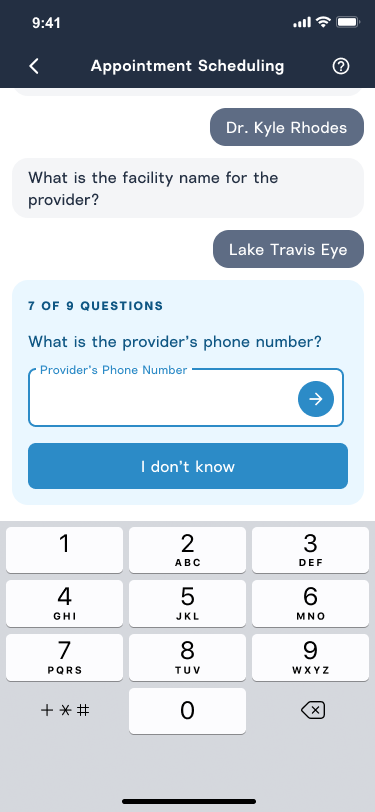 9:41
Appointment Scheduling
Dr. Kyle Rhodes
What is the facility name for the
provider?
Lake Travis Eye
7 OF 9 QUESTIONS
What is the provider's phone number?
Provider's Phone Number
I don't know
1
2
ABC
3
DEF
4
GHI
5
JKL
6
MNO
7
PQRS
8
TUV
9
WXYZ
+ * #
0